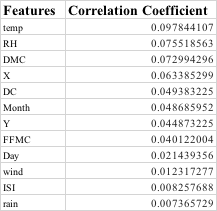 Features Correlation Coefficient
temp 0.097844107
RH 0.075518563
DMC 0.072994296
X 0.063385299
DC 0.049383225
Month 0.048685952
Y 0.044873225
FFMC 0.040122004
Day 0.021439356
wind 0.012317277
ISI 0.008257688
rain 0.007365729